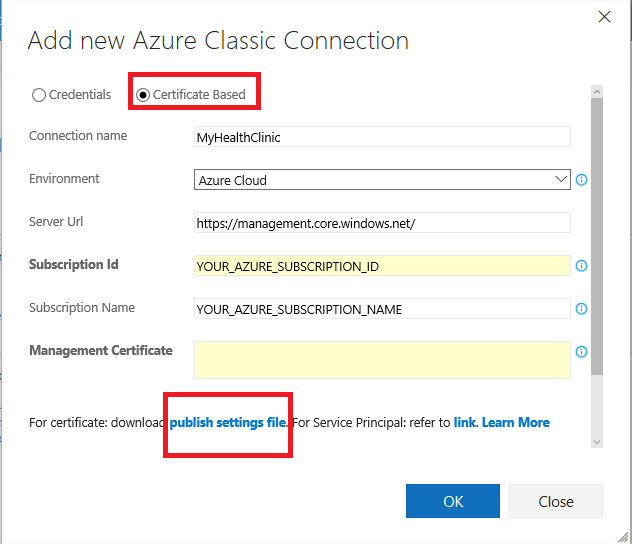 Add new Azure Classic Connection
Credentials Certificate Based
Connection name MyHealthClinic
Environment Azure Cloud
Server Url https://management.core.windows.net/
Subscription Id YOUR_AZURE_SUBSCRIPTION_ID
Subscription Name YOUR_AZURE_SUBSCRIPTION_NAME
Management Certificate
For certificate: download publish settings file. For Service Principal: refer to link. Learn More
OK Close